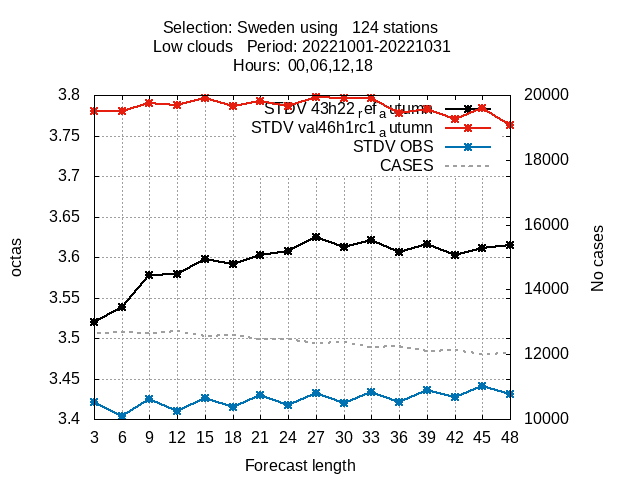 Selection: Sweden using   124 stations
Low clouds   Period: 20221001-20221031
Hours:  00,06,12,18
3.8
3.75
3.7
3.65
3.6
3.55
3.5
3.45
3.4
20000
18000
16000
14000
12000
10000
octas
No cases
STDV 43h22_ref_autumn
STDV val46h1rc1_autumn
STDV OBS
CASES
3 6 9 12 15 18 21 24 27 30 33 36 39 42 45 48
Forecast length